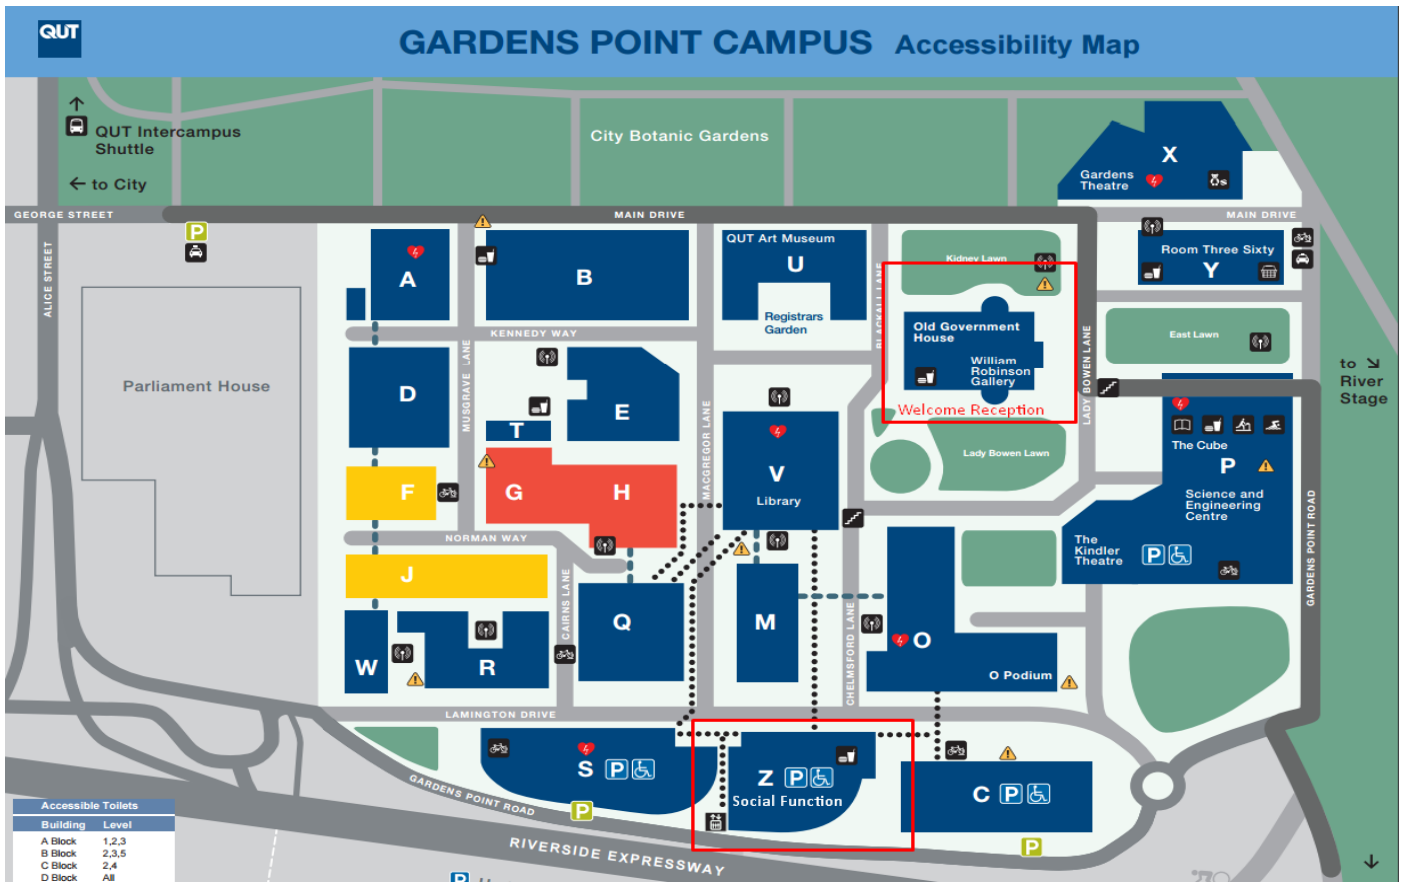 QUT
GARDENS POINT CAMPUS Accessibility Map
QUT Intercampus
Shuttle
to City
City Botanic Gardens
X
Gardens
Theatre
GEORGE STREET
MAIN DRIVE
MAIN DRIVE
P
ALICE STREET
A
B
QUT Art Museum
U
Registrars
Garden
BLACKALL LANE
Kidney Lawn
Room Three Sixty
Y
KENNEDY WAY
Old Government
House
William
Robinson
Gallery
Welcome Reception
LADY BOWEN LANE
East Lawn
to
River
Stage
Parliament House
D
MUSGRAVE LANE
T
E
MACGREGOR LANE
V
Library
Lady Bowen Lawn
The Cube
P
Science and
Engineering
Centre
The
Kindler
Theatre
P
GARDENS POINT ROAD
F
G
H
NORMAN WAY
J
CAIRNS LANE
Q
M
CHELMSFORD LANE
O
O Podium
W
R
LAMINGTON DRIVE
S
P
Z
P
Social Function
C
P
GARDENS POINT ROAD
P
P
RIVERSIDE EXPRESSWAY
P
Accessible Toilets
Building Level
A Block 1,2,3
B Block 2,3,5
C Block 2,4
D Block All